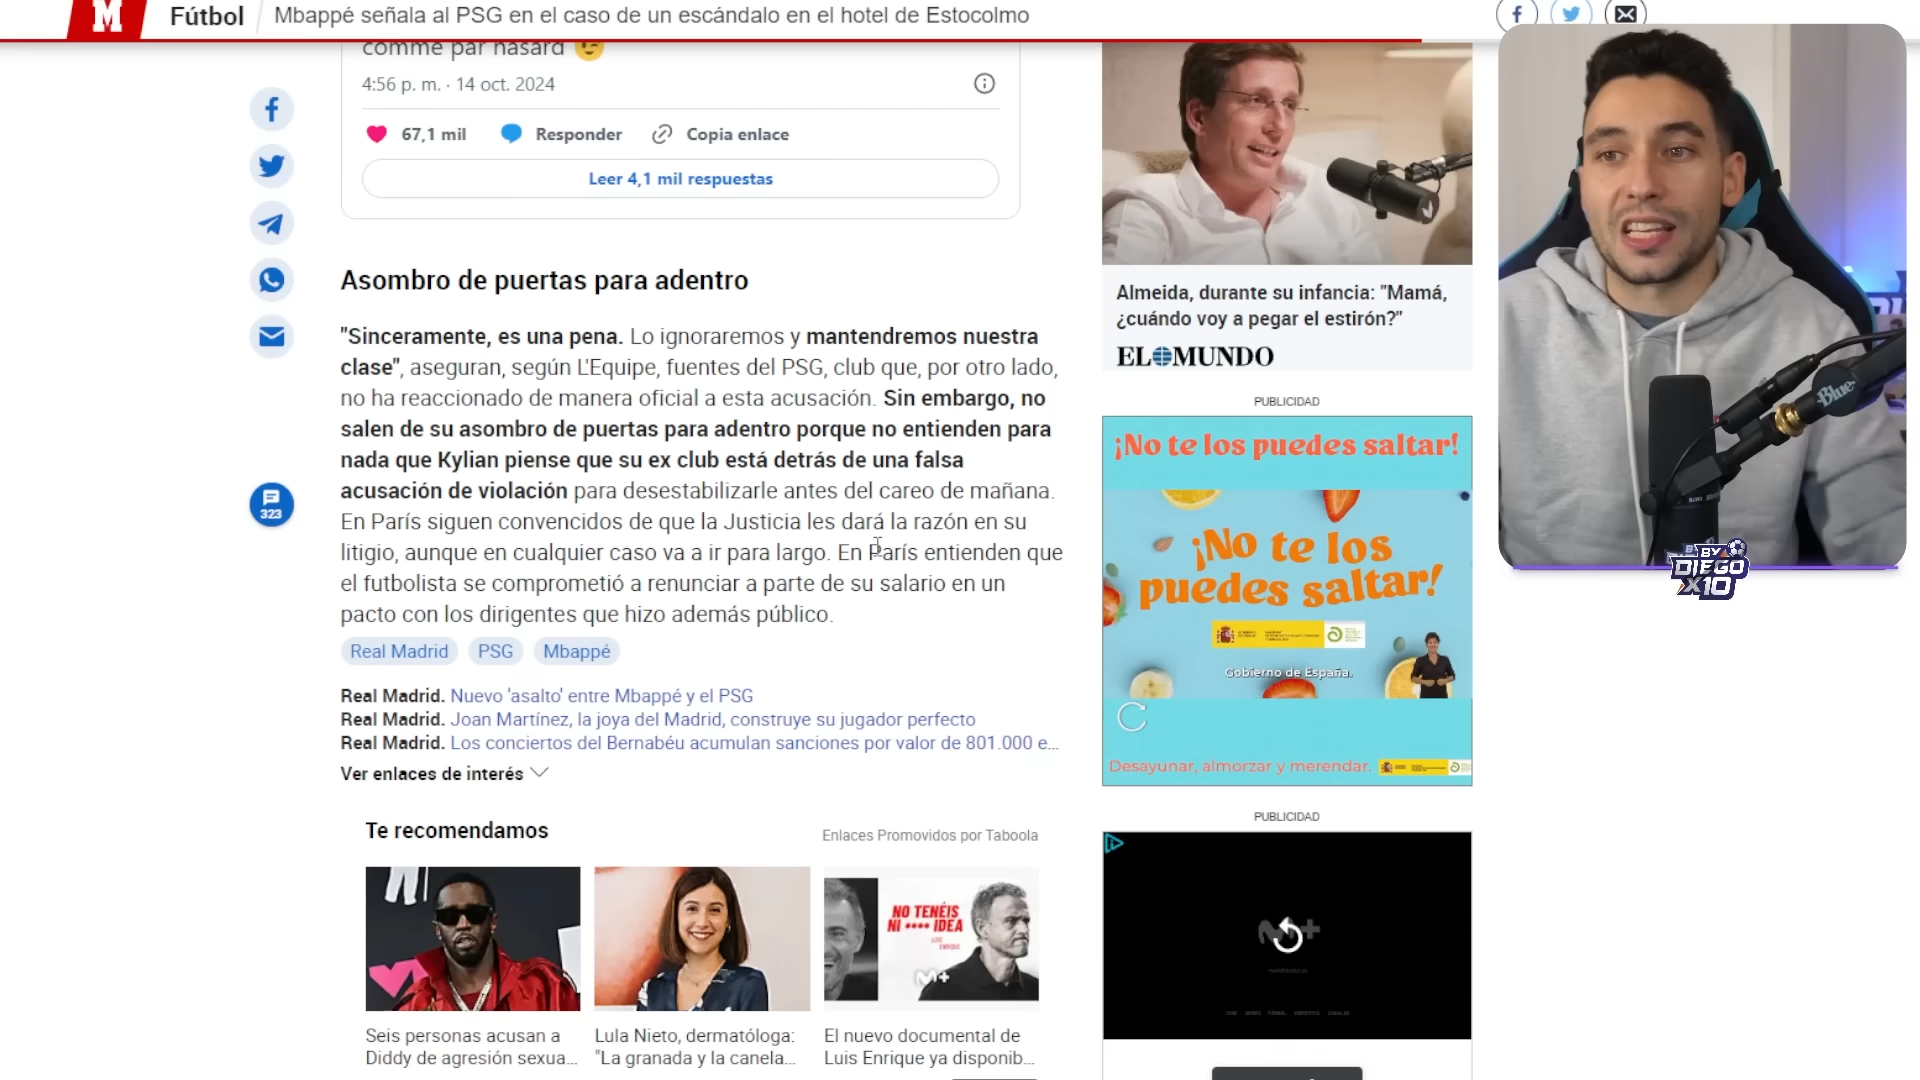 M
Fútbol
Mbappé señala al PSG en el caso de un escándalo en el hotel de Estocolmo
comme par hasard 😉
4:56 p. m. · 14 oct. 2024
67,1 mil Responder Copia enlace
Leer 4,1 mil respuestas
323
Asombro de puertas para adentro
"Sinceramente, es una pena. Lo ignoraremos y mantendremos nuestra
clase", aseguran, según L'Equipe, fuentes del PSG, club que, por otro lado,
no ha reaccionado de manera oficial a esta acusación. Sin embargo, no
salen de su asombro de puertas para adentro porque no entienden para
nada que Kylian piense que su ex club está detrás de una falsa
acusación de violación para desestabilizarle antes del careo de mañana.
En París siguen convencidos de que la Justicia les dará la razón en su
litigio, aunque en cualquier caso va a ir para largo. En París entienden que
el futbolista se comprometió a renunciar a parte de su salario en un
pacto con los dirigentes que hizo además público.
Real Madrid PSG Mbappé
Real Madrid. Nuevo 'asalto' entre Mbappé y el PSG
Real Madrid. Joan Martínez, la joya del Madrid, construye su jugador perfecto
Real Madrid. Los conciertos del Bernabéu acumulan sanciones por valor de 801.000 e...
Ver enlaces de interés
Te recomendamos
Enlaces Promovidos por Taboola
NO TENÉIS
NI **** IDEA
LUIS
ENRIQUE
M+
Seis personas acusan a
Diddy de agresión sexua...
Lula Nieto, dermatóloga:
"La granada y la canela...
El nuevo documental de
Luis Enrique ya disponib...
Almeida, durante su infancia: "Mamá,
¿cuándo voy a pegar el estirón?"
EL MUNDO
PUBLICIDAD
¡No te los puedes saltar!
¡No te los
puedes saltar!
Gobierno de España.
Desayunar, almorzar y merendar.
PUBLICIDAD
M+
Blue
BY
DIEGO
X10